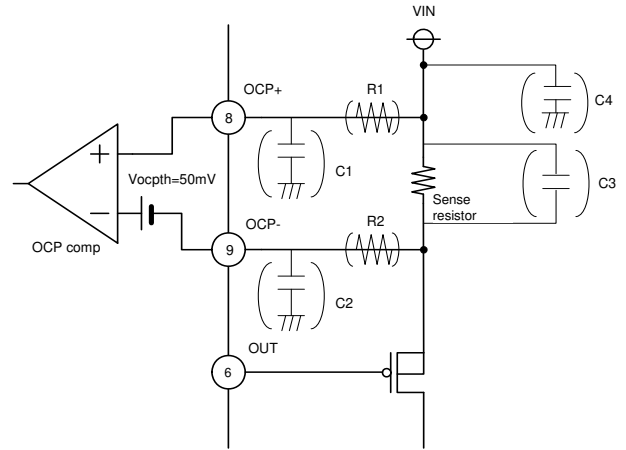 VIN
OCP+
R1
C4
8
+
C1
Vocpth=50mV
Sense
resistor
C3
−
OCP comp
OCP-
R2
9
C2
OUT
6